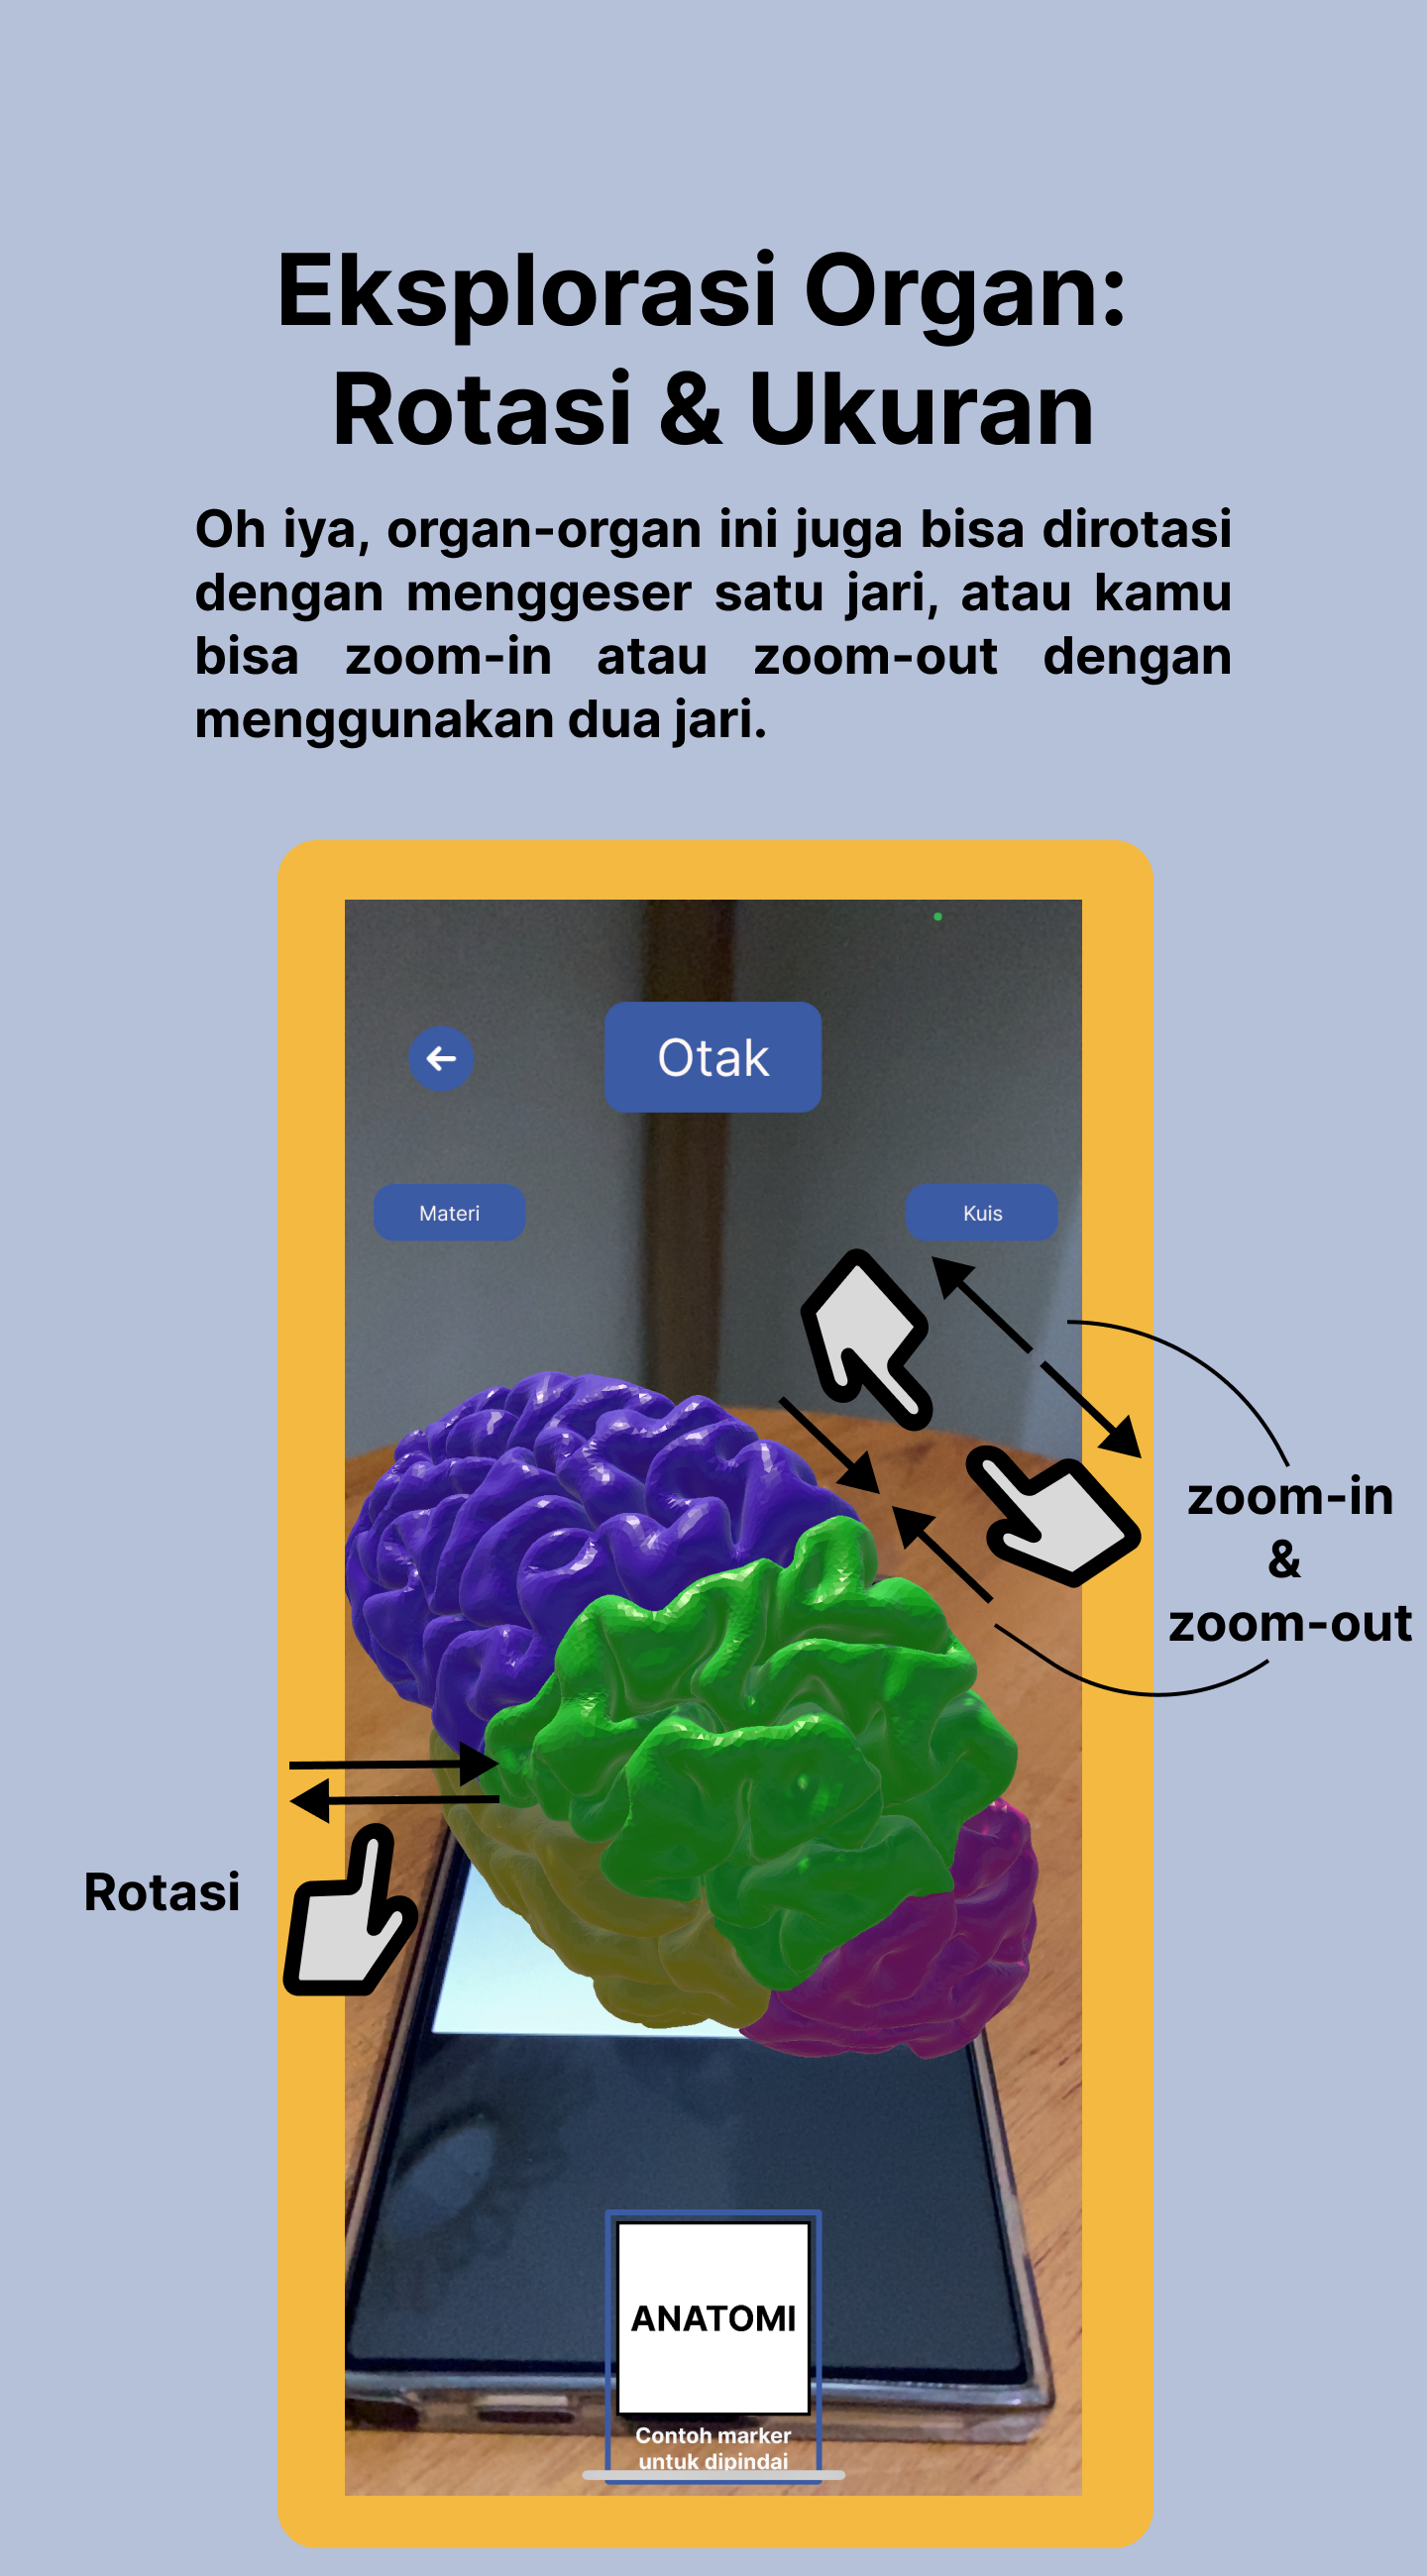 Eksplorasi Organ:
Rotasi & Ukuran
Oh iya, organ-organ ini juga bisa dirotasi
dengan menggeser satu jari, atau kamu
bisa zoom-in atau zoom-out dengan
menggunakan dua jari.
Otak
Materi
Kuis
zoom-in
&
zoom-out
Rotasi
ANATOMI
Contoh marker
untuk dipindai